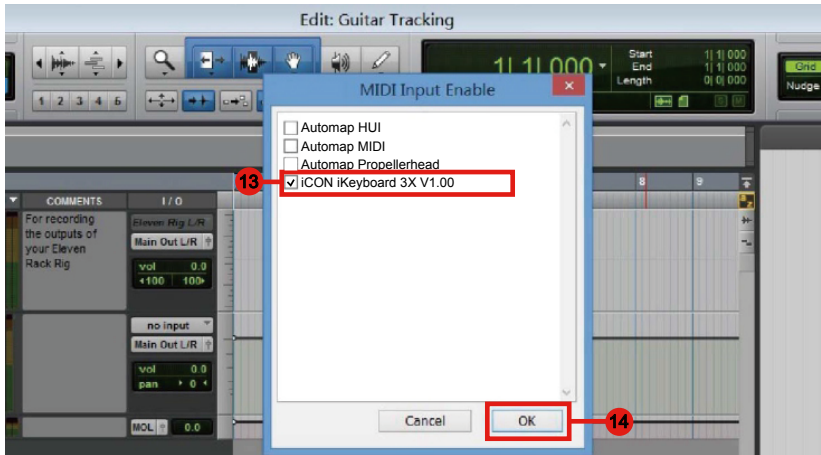 Edit: Guitar Tracking
1| 1| 000
Start 1| 1| 000
End 1| 1| 000
Length 0| 0| 000
Grid
Nudge
1 2 3 4 5
MIDI Input Enable
Automap HUI
Automap MIDI
Automap Propellerhead
13
iCON iKeyboard 3X V1.00
8 9
COMMENTS I / O
For recording
the outputs of
your Eleven
Rack Rig
Eleven Rig L/R
Main Out L/R
vol 0.0
100 100
no input
Main Out L/R
vol 0.0
pan 0
MOL 0.0
Cancel OK
14